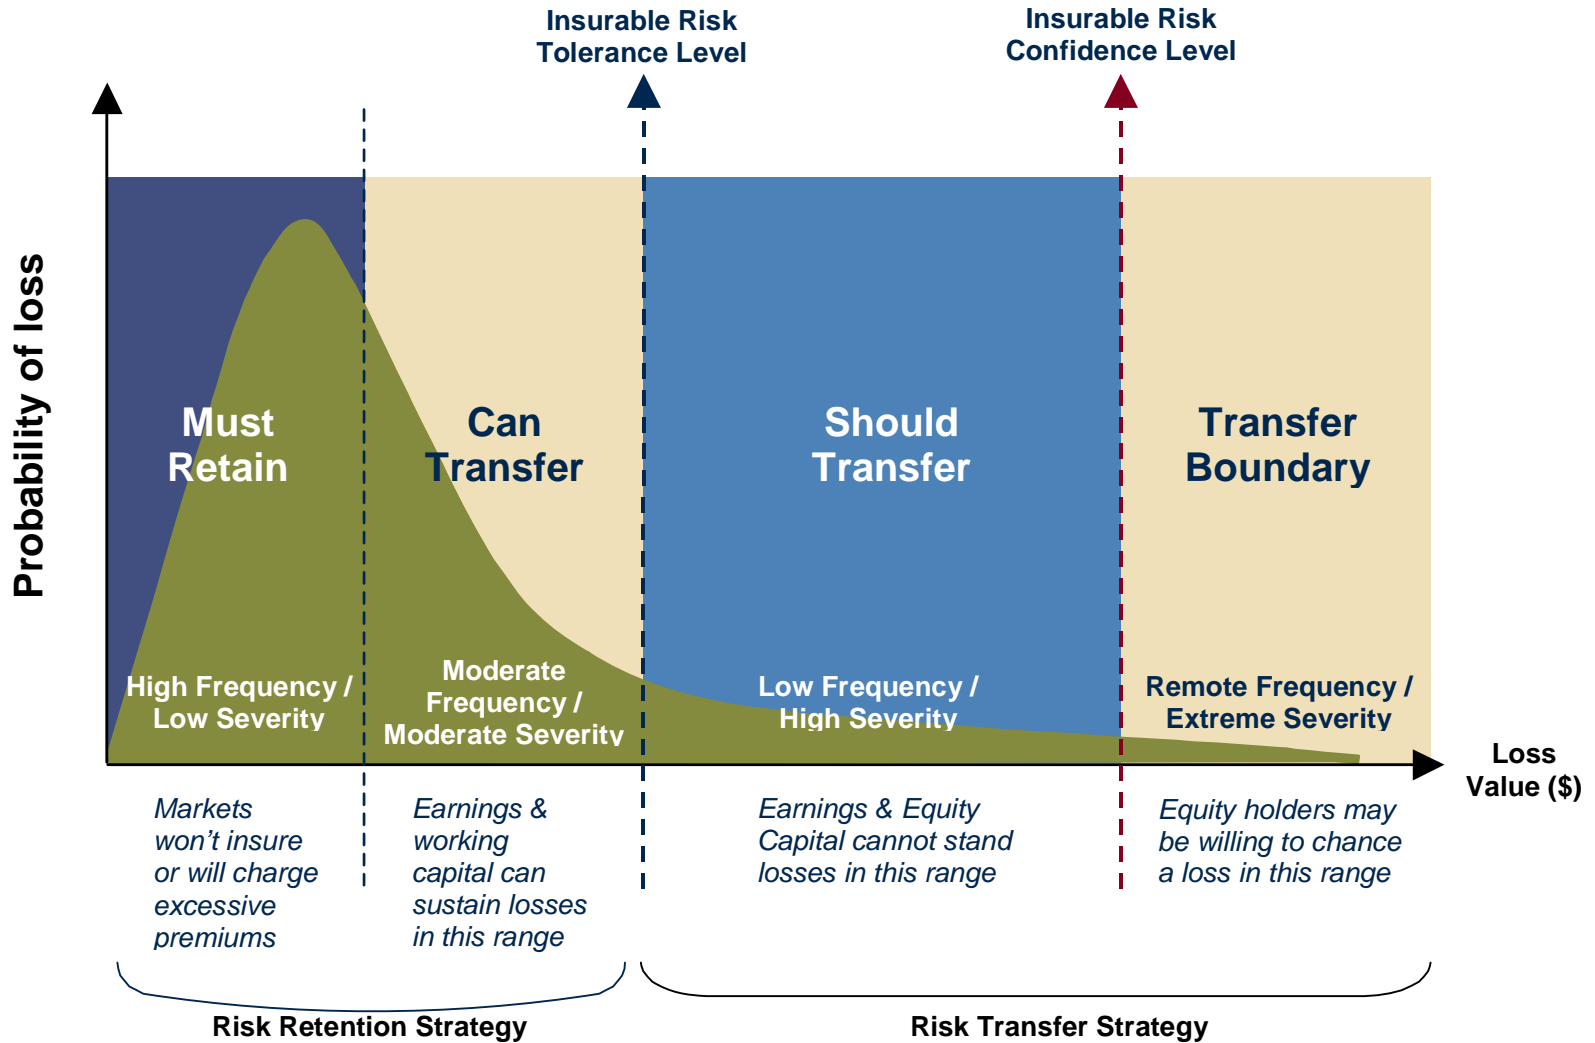 Insurable Risk
Tolerance Level
Insurable Risk
Confidence Level
Probability of loss
Must
Retain
Can
Transfer
Should
Transfer
Transfer
Boundary
High Frequency /
Low Severity
Moderate
Frequency /
Moderate Severity
Low Frequency /
High Severity
Remote Frequency /
Extreme Severity
Loss
Value ($)
Markets
won’t insure
or will charge
excessive
premiums
Earnings &
working
capital can
sustain losses
in this range
Earnings & Equity
Capital cannot stand
losses in this range
Equity holders may
be willing to chance
a loss in this range
Risk Retention Strategy
Risk Transfer Strategy